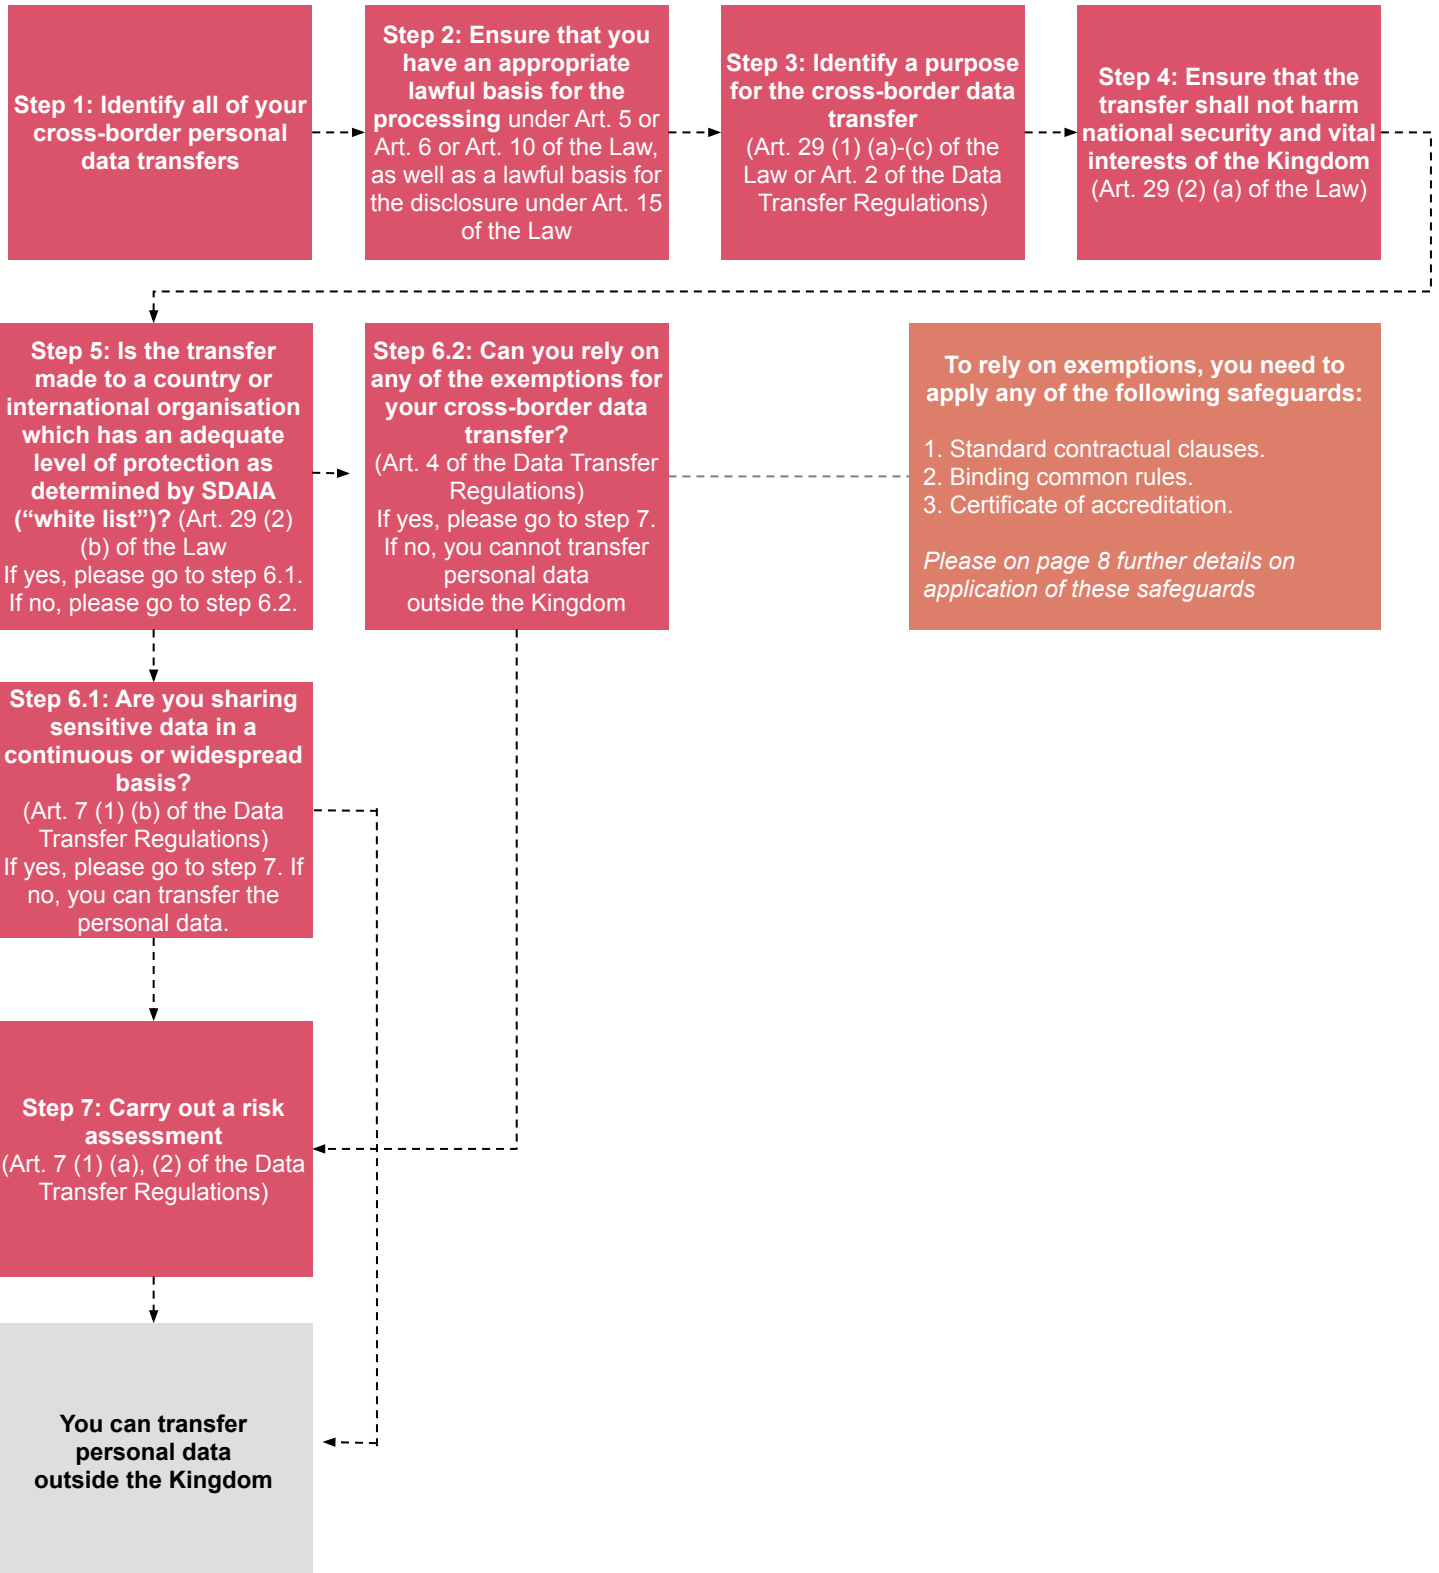 Step 1: Identify all of your
cross-border personal
data transfers
Step 2: Ensure that you
have an appropriate
lawful basis for the
processing under Art. 5 or
Art. 6 or Art. 10 of the Law,
as well as a lawful basis for
the disclosure under Art. 15
of the Law
Step 3: Identify a purpose
for the cross-border data
transfer
(Art. 29 (1) (a)-(c) of the
Law or Art. 2 of the Data
Transfer Regulations)
Step 4: Ensure that the
transfer shall not harm
national security and vital
interests of the Kingdom
(Art. 29 (2) (a) of the Law)
Step 5: Is the transfer
made to a country or
international organisation
which has an adequate
level of protection as
determined by SDAIA
(“white list”)? (Art. 29 (2)
(b) of the Law
If yes, please go to step 6.1.
If no, please go to step 6.2.
Step 6.2: Can you rely on
any of the exemptions for
your cross-border data
transfer?
(Art. 4 of the Data Transfer
Regulations)
If yes, please go to step 7.
If no, you cannot transfer
personal data
outside the Kingdom
To rely on exemptions, you need to
apply any of the following safeguards:
1. Standard contractual clauses.
2. Binding common rules.
3. Certificate of accreditation.
Please on page 8 further details on
application of these safeguards
Step 6.1: Are you sharing
sensitive data in a
continuous or widespread
basis?
(Art. 7 (1) (b) of the Data
Transfer Regulations)
If yes, please go to step 7. If
no, you can transfer the
personal data.
Step 7: Carry out a risk
assessment
(Art. 7 (1) (a), (2) of the Data
Transfer Regulations)
You can transfer
personal data
outside the Kingdom